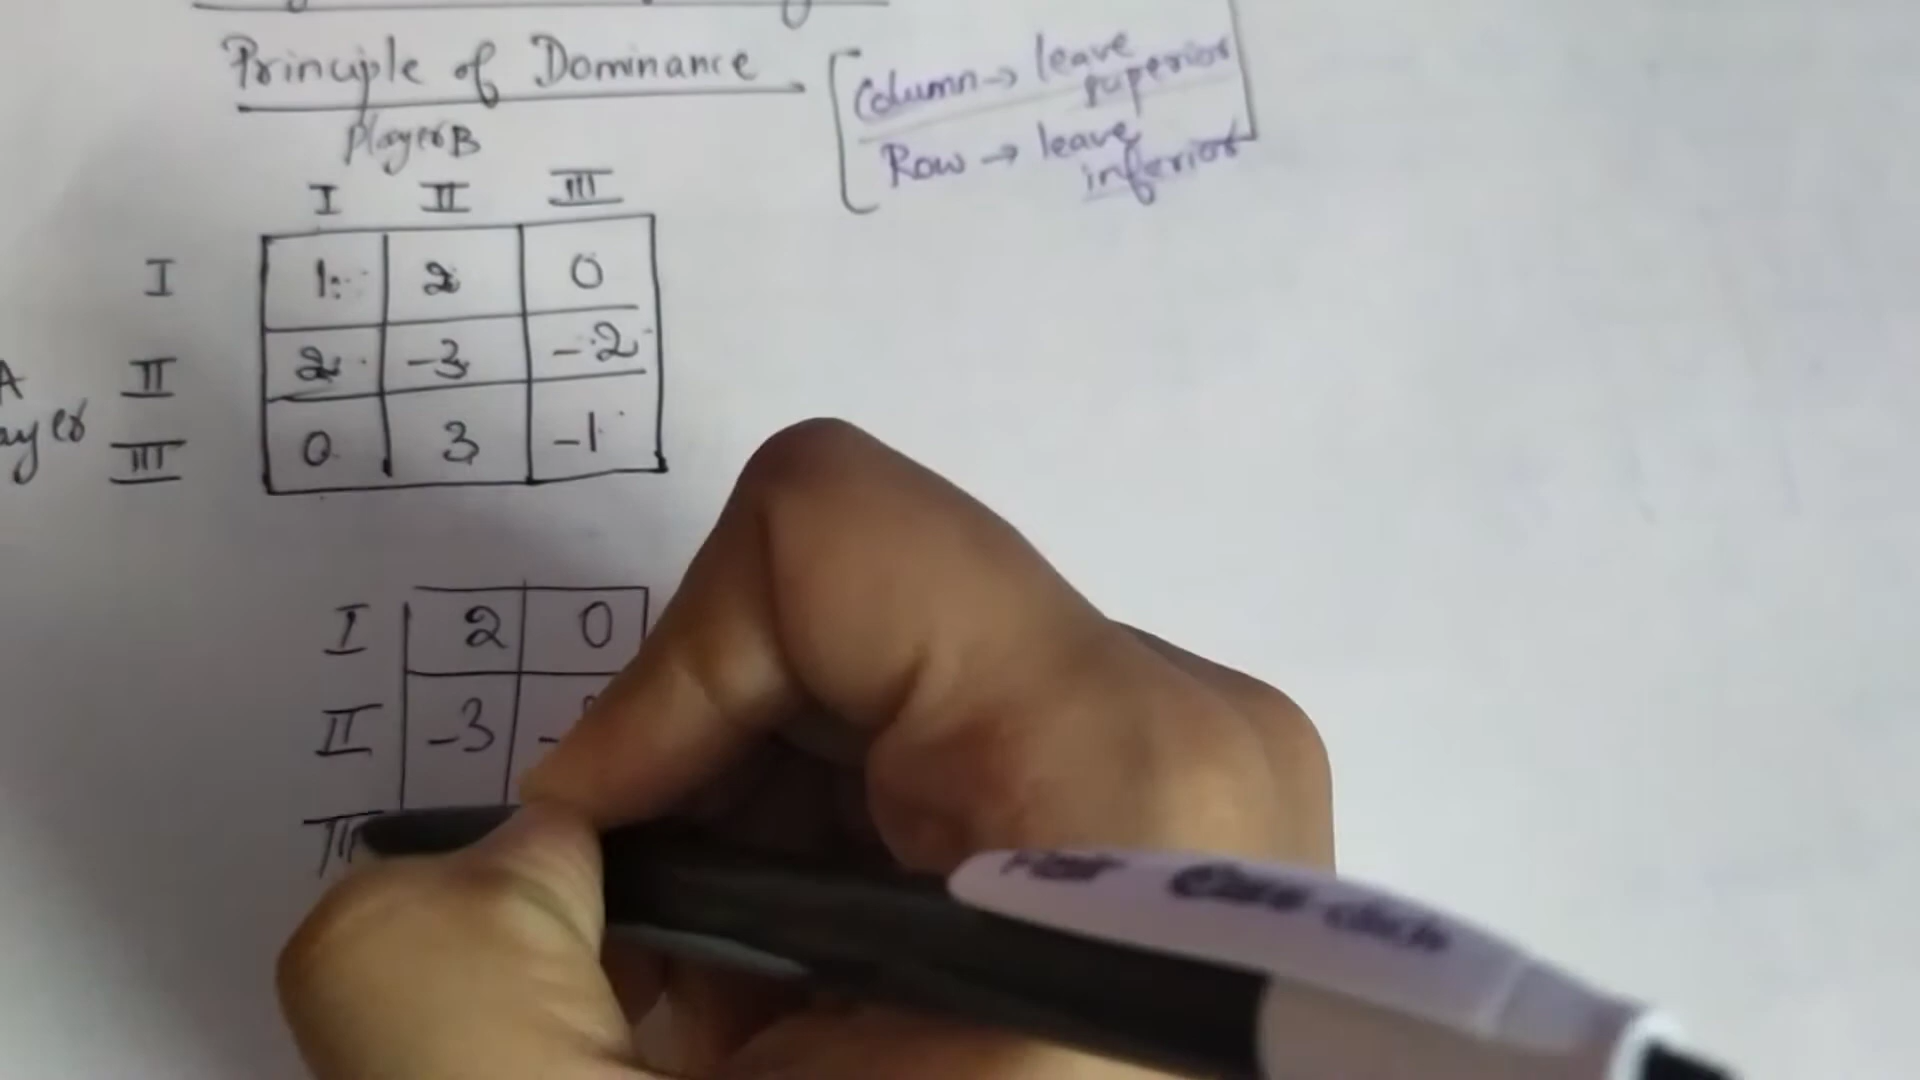 Principle of Dominance
Column → leave superior
Row → leave inferior
Player B
I II III
I 1 2 0
II 2 -3 -2
III 0 3 -1
A
I 2 0
II -3 -
III